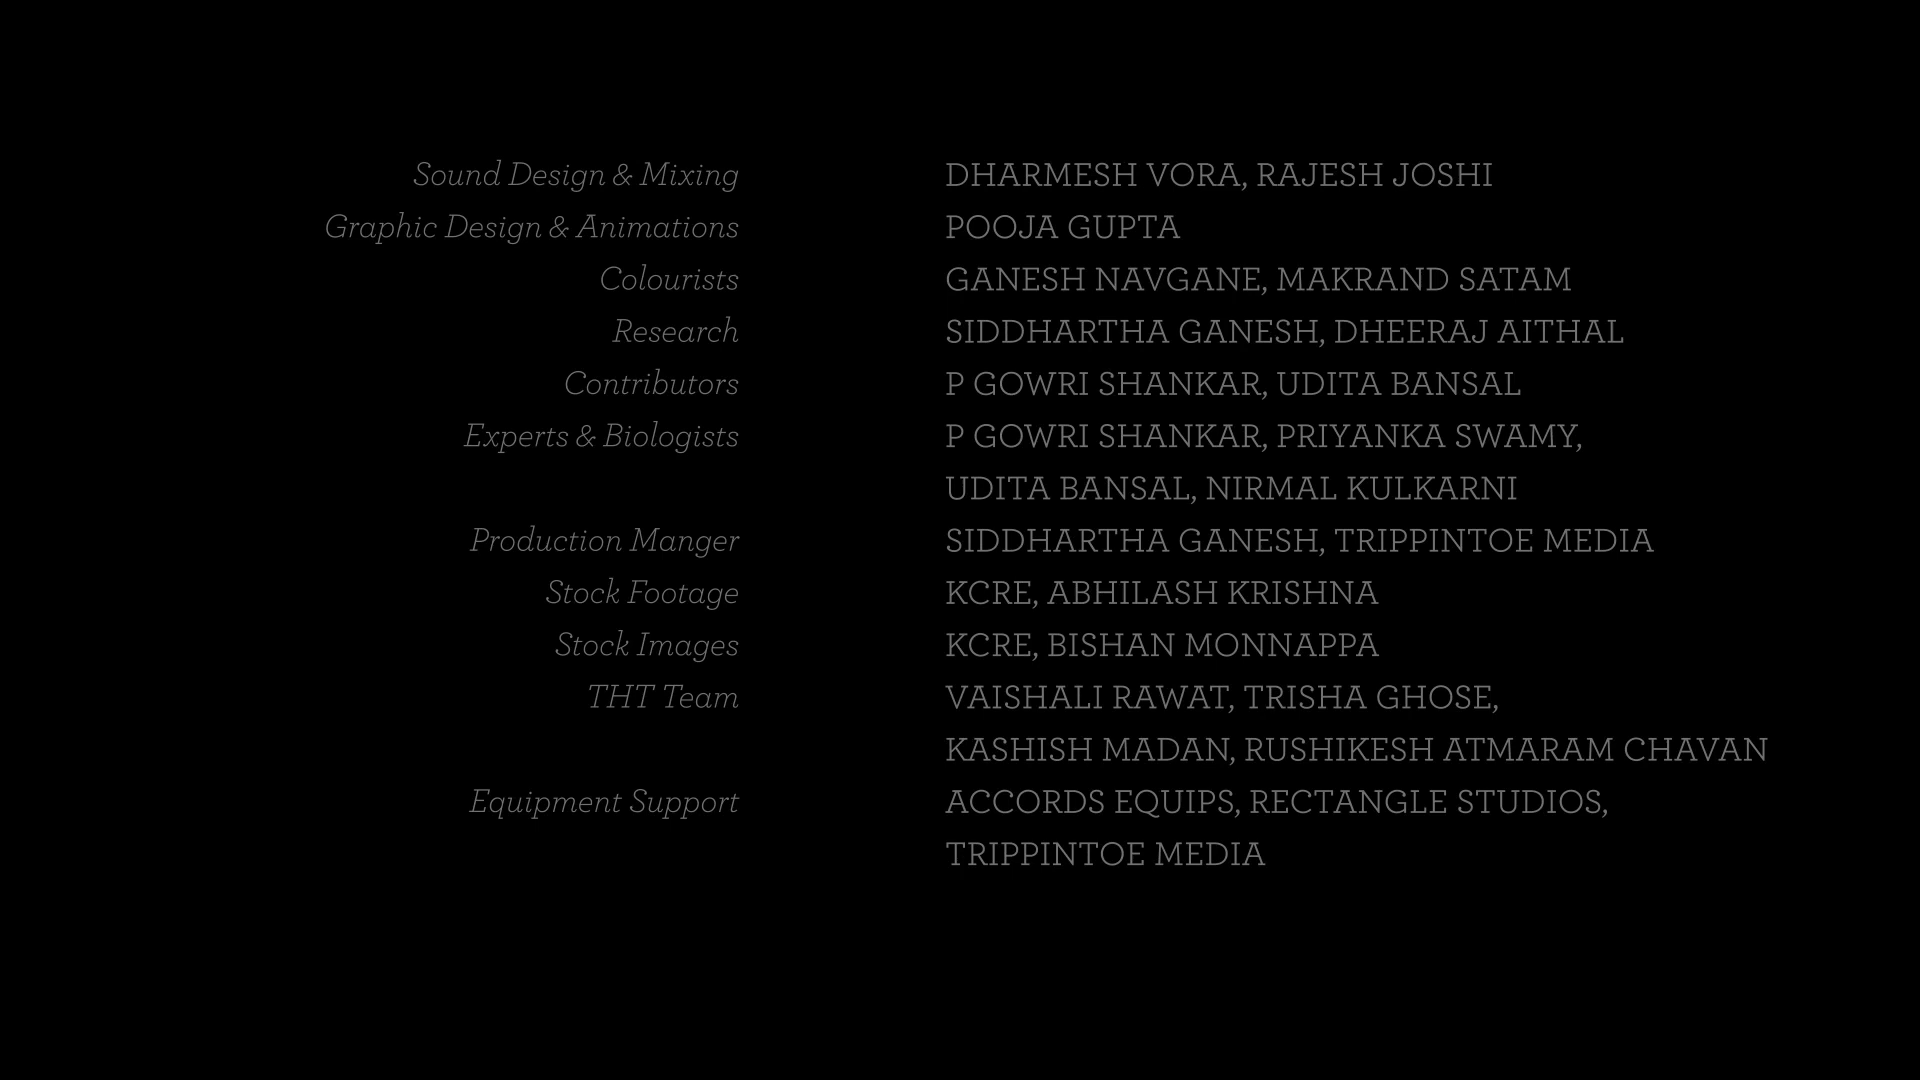 Sound Design & Mixing DHARMESH VORA, RAJESH JOSHI
Graphic Design & Animations POOJA GUPTA
Colourists GANESH NAVGANE, MAKRAND SATAM
Research SIDDHARTHA GANESH, DHEERAJ AITHAL
Contributors P GOWRI SHANKAR, UDITA BANSAL
Experts & Biologists P GOWRI SHANKAR, PRIYANKA SWAMY,
UDITA BANSAL, NIRMAL KULKARNI
Production Manger SIDDHARTHA GANESH, TRIPPINTOE MEDIA
Stock Footage KCRE, ABHILASH KRISHNA
Stock Images KCRE, BISHAN MONNAPPA
THT Team VAISHALI RAWAT, TRISHA GHOSE,
KASHISH MADAN, RUSHIKESH ATMARAM CHAVAN
Equipment Support ACCORDS EQUIPS, RECTANGLE STUDIOS,
TRIPPINTOE MEDIA